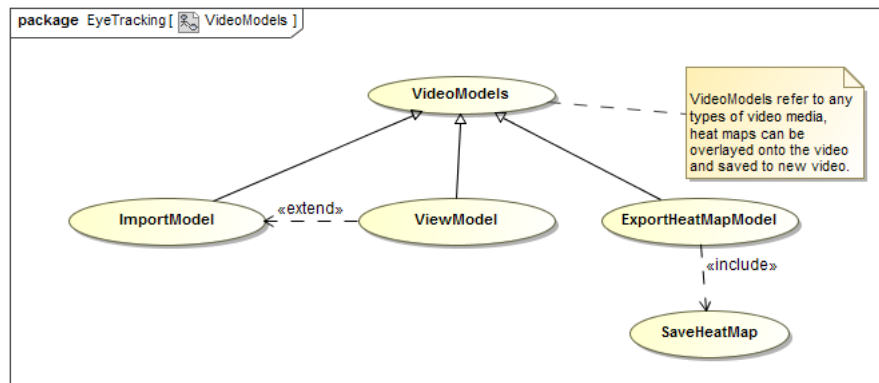 package EyeTracking [ VideoModels ]
VideoModels
VideoModels refer to any
types of video media,
heat maps can be
overlayed onto the video
and saved to new video.
ImportModel
«extend»
ViewModel
ExportHeatMapModel
«include»
SaveHeatMap